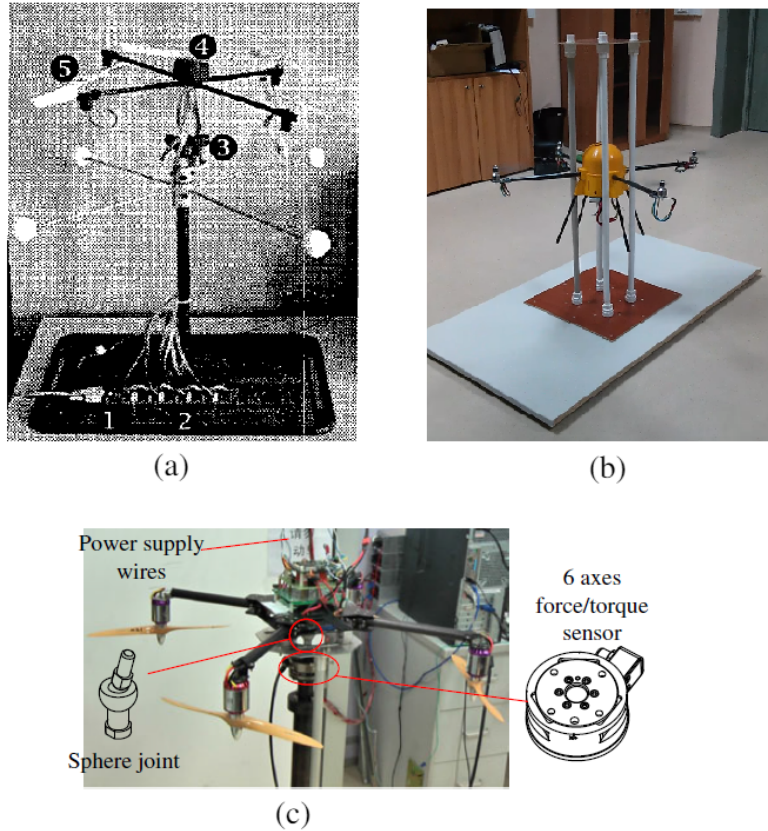 4
5
3
1 2
(a)
(b)
Power supply
wires
6 axes
force/torque
sensor
Sphere joint
(c)